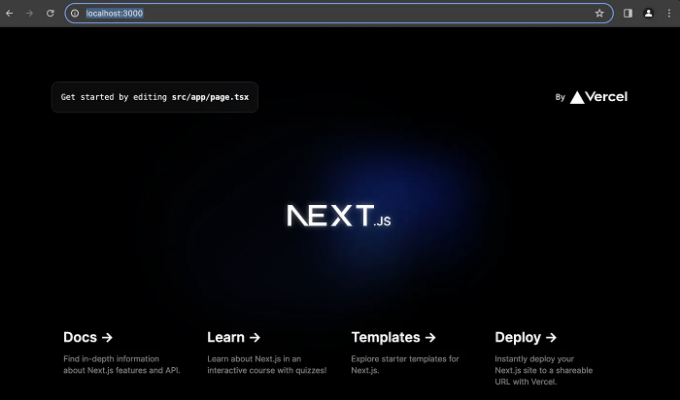 localhost:3000
Get started by editing src/app/page.tsx
By Vercel
NEXT.JS
Docs →
Learn →
Templates →
Deploy →
Find in-depth information
about Next.js features and API.
Learn about Next.js in an
interactive course with quizzes!
Explore starter templates for
Next.js.
Instantly deploy your
Next.js site to a shareable
URL with Vercel.